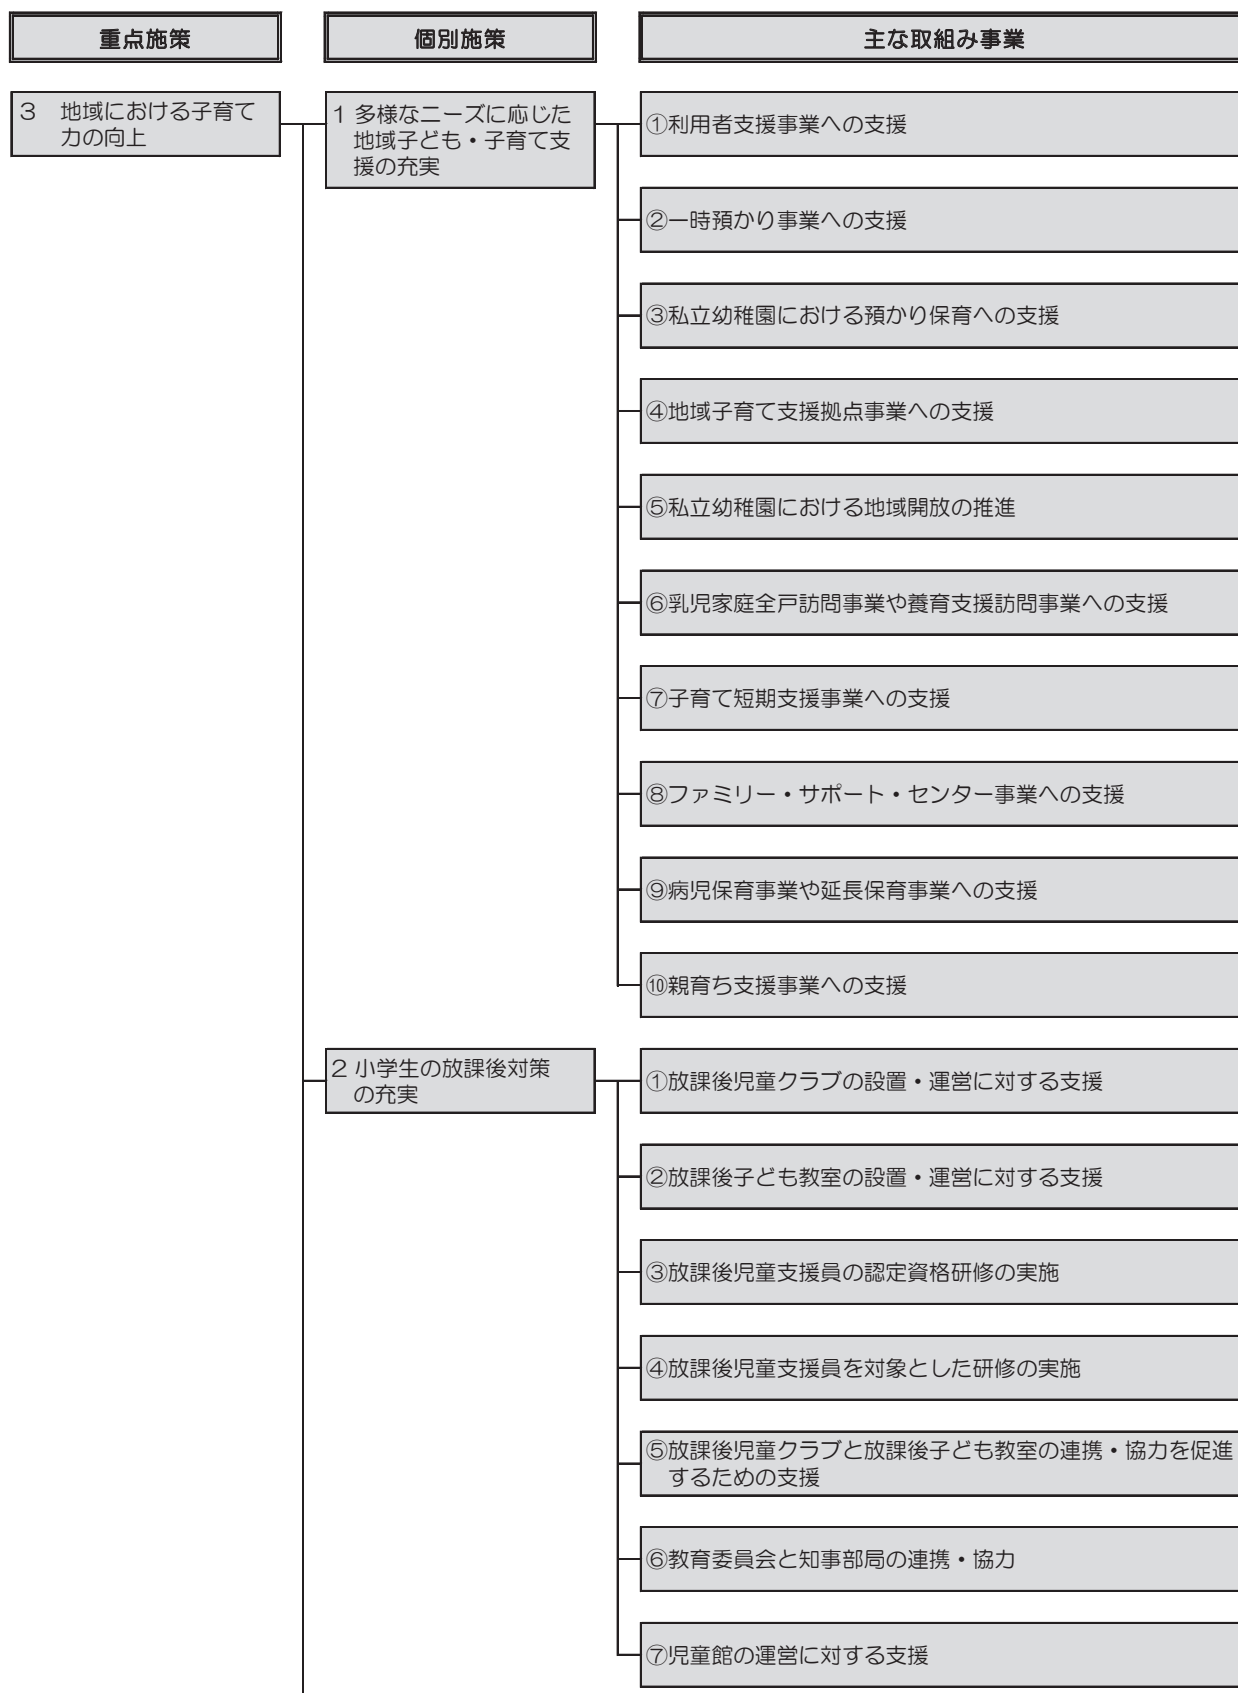 重点施策
個別施策
主な取組み事業
3 地域における子育て
力の向上
1 多様なニーズに応じた
地域子ども・子育て支
援の充実
①利用者支援事業への支援
②一時預かり事業への支援
③私立幼稚園における預かり保育への支援
④地域子育て支援拠点事業への支援
⑤私立幼稚園における地域開放の推進
⑥乳児家庭全戸訪問事業や養育支援訪問事業への支援
⑦子育て短期支援事業への支援
⑧ファミリー・サポート・センター事業への支援
⑨病児保育事業や延長保育事業への支援
⑩親育ち支援事業への支援
2 小学生の放課後対策
の充実
①放課後児童クラブの設置・運営に対する支援
②放課後子ども教室の設置・運営に対する支援
③放課後児童支援員の認定資格研修の実施
④放課後児童支援員を対象とした研修の実施
⑤放課後児童クラブと放課後子ども教室の連携・協力を促進
するための支援
⑥教育委員会と知事部局の連携・協力
⑦児童館の運営に対する支援